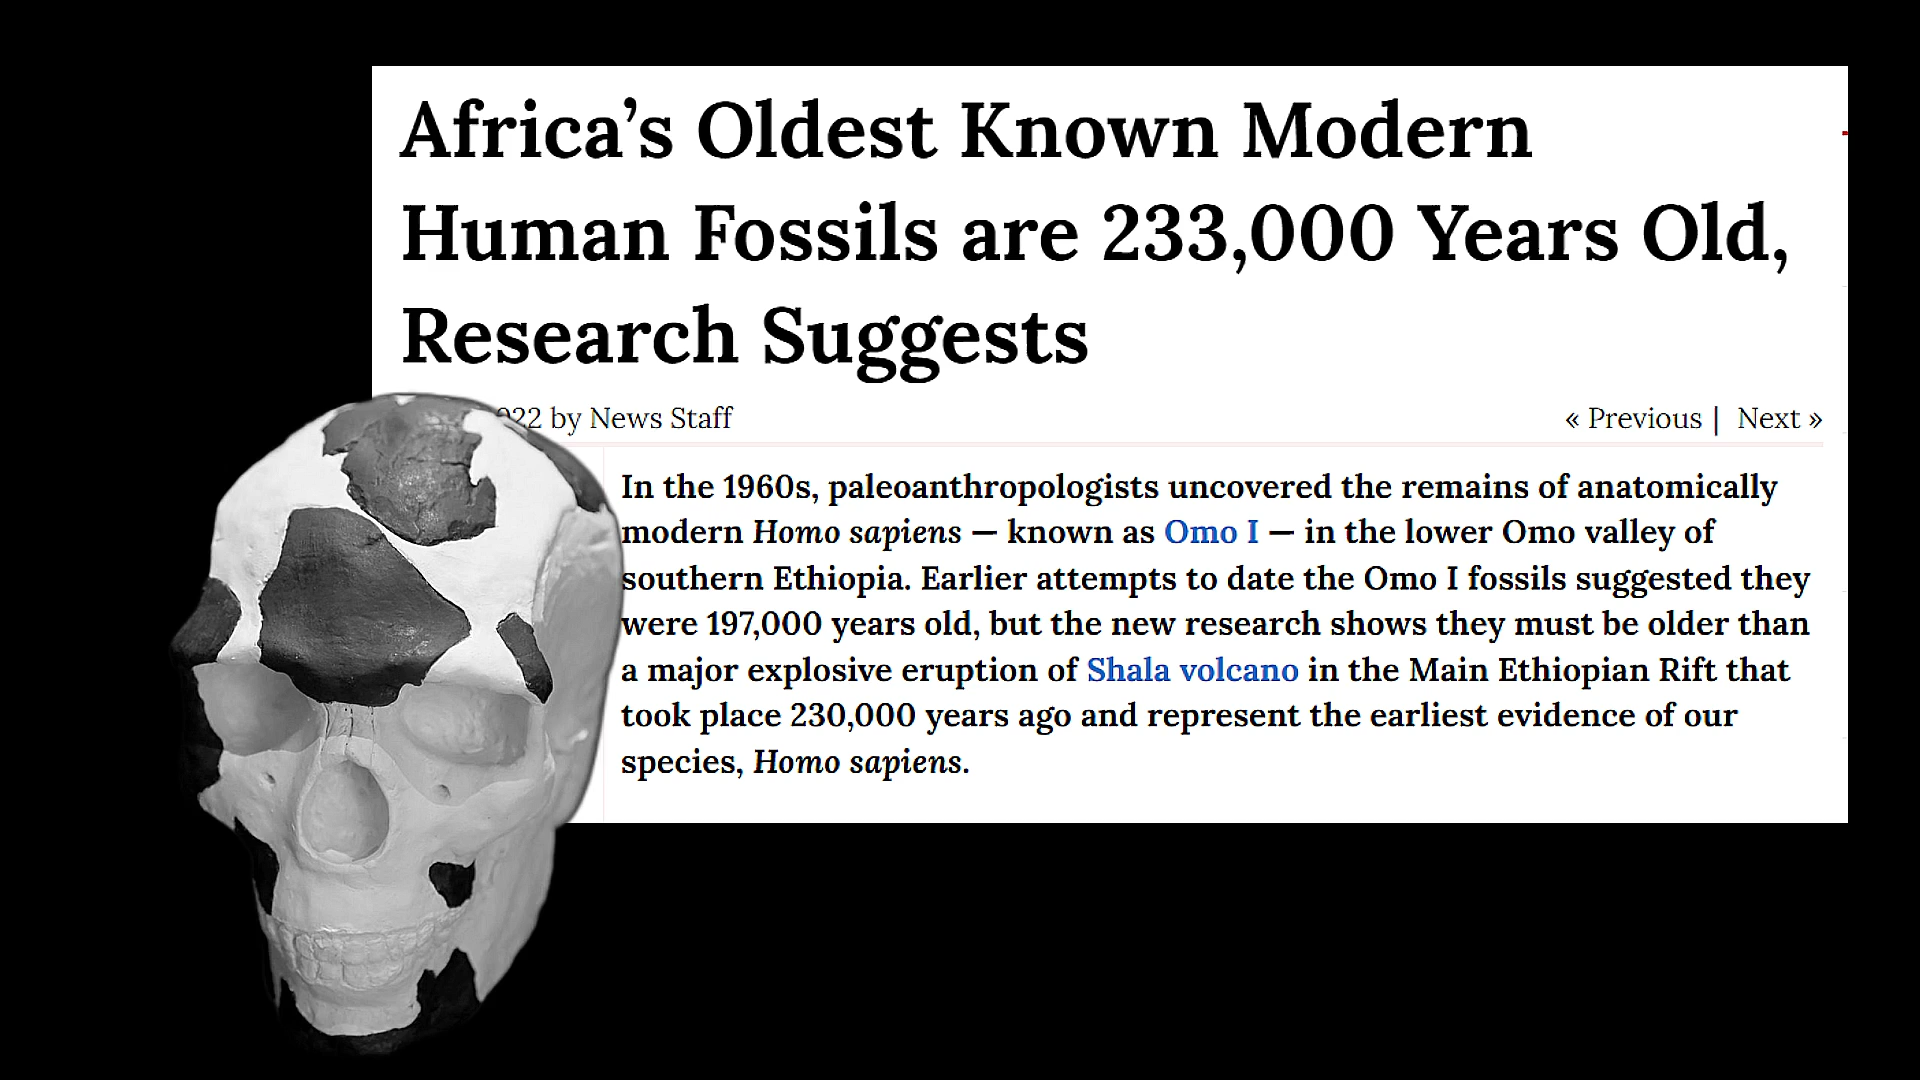 Africa’s Oldest Known Modern
Human Fossils are 233,000 Years Old,
Research Suggests
by News Staff
« Previous | Next »
In the 1960s, paleoanthropologists uncovered the remains of anatomically
modern Homo sapiens — known as Omo I — in the lower Omo valley of
southern Ethiopia. Earlier attempts to date the Omo I fossils suggested they
were 197,000 years old, but the new research shows they must be older than
a major explosive eruption of Shala volcano in the Main Ethiopian Rift that
took place 230,000 years ago and represent the earliest evidence of our
species, Homo sapiens.